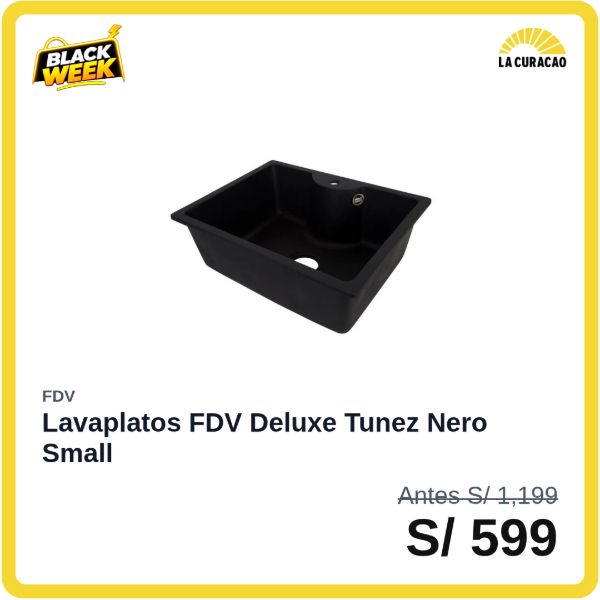 BLACK
WEEK
LA CURACAO
FDV
Lavaplatos FDV Deluxe Tunez Nero
Small
Antes S/ 1,199
S/ 599